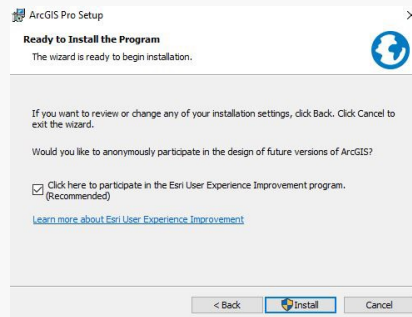 ArcGIS Pro Setup
Ready to Install the Program
The wizard is ready to begin installation.
If you want to review or change any of your installation settings, click Back. Click Cancel to
exit the wizard.
Would you like to anonymously participate in the design of future versions of ArcGIS?
Click here to participate in the Esri User Experience Improvement program.
(Recommended)
Learn more about Esri User Experience Improvement
< Back
Install
Cancel